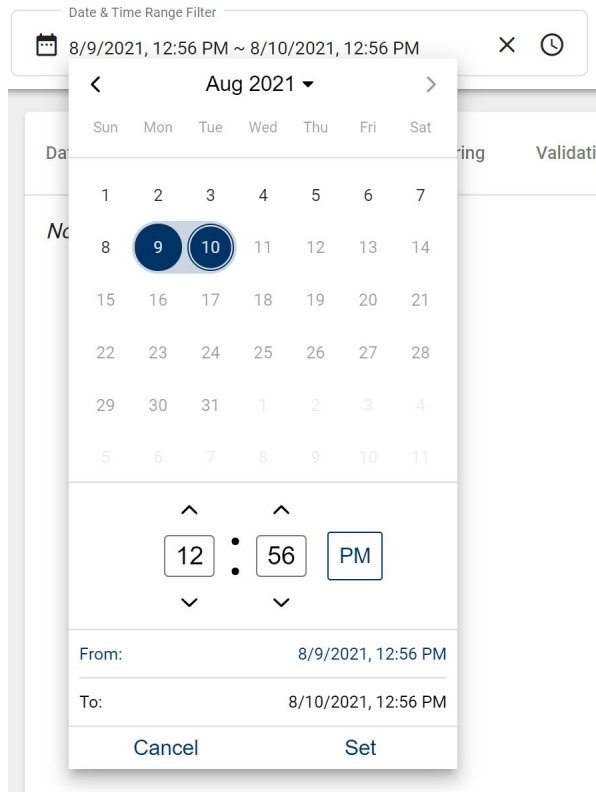 Date & Time Range Filter
8/9/2021, 12:56 PM ~ 8/10/2021, 12:56 PM
Aug 2021
Sun Mon Tue Wed Thu Fri Sat
1 2 3 4 5 6 7
8 9 10 11 12 13 14
15 16 17 18 19 20 21
22 23 24 25 26 27 28
29 30 31 1 2 3 4
5 6 7 8 9 10 11
12 : 56 PM
From: 8/9/2021, 12:56 PM
To: 8/10/2021, 12:56 PM
Cancel Set